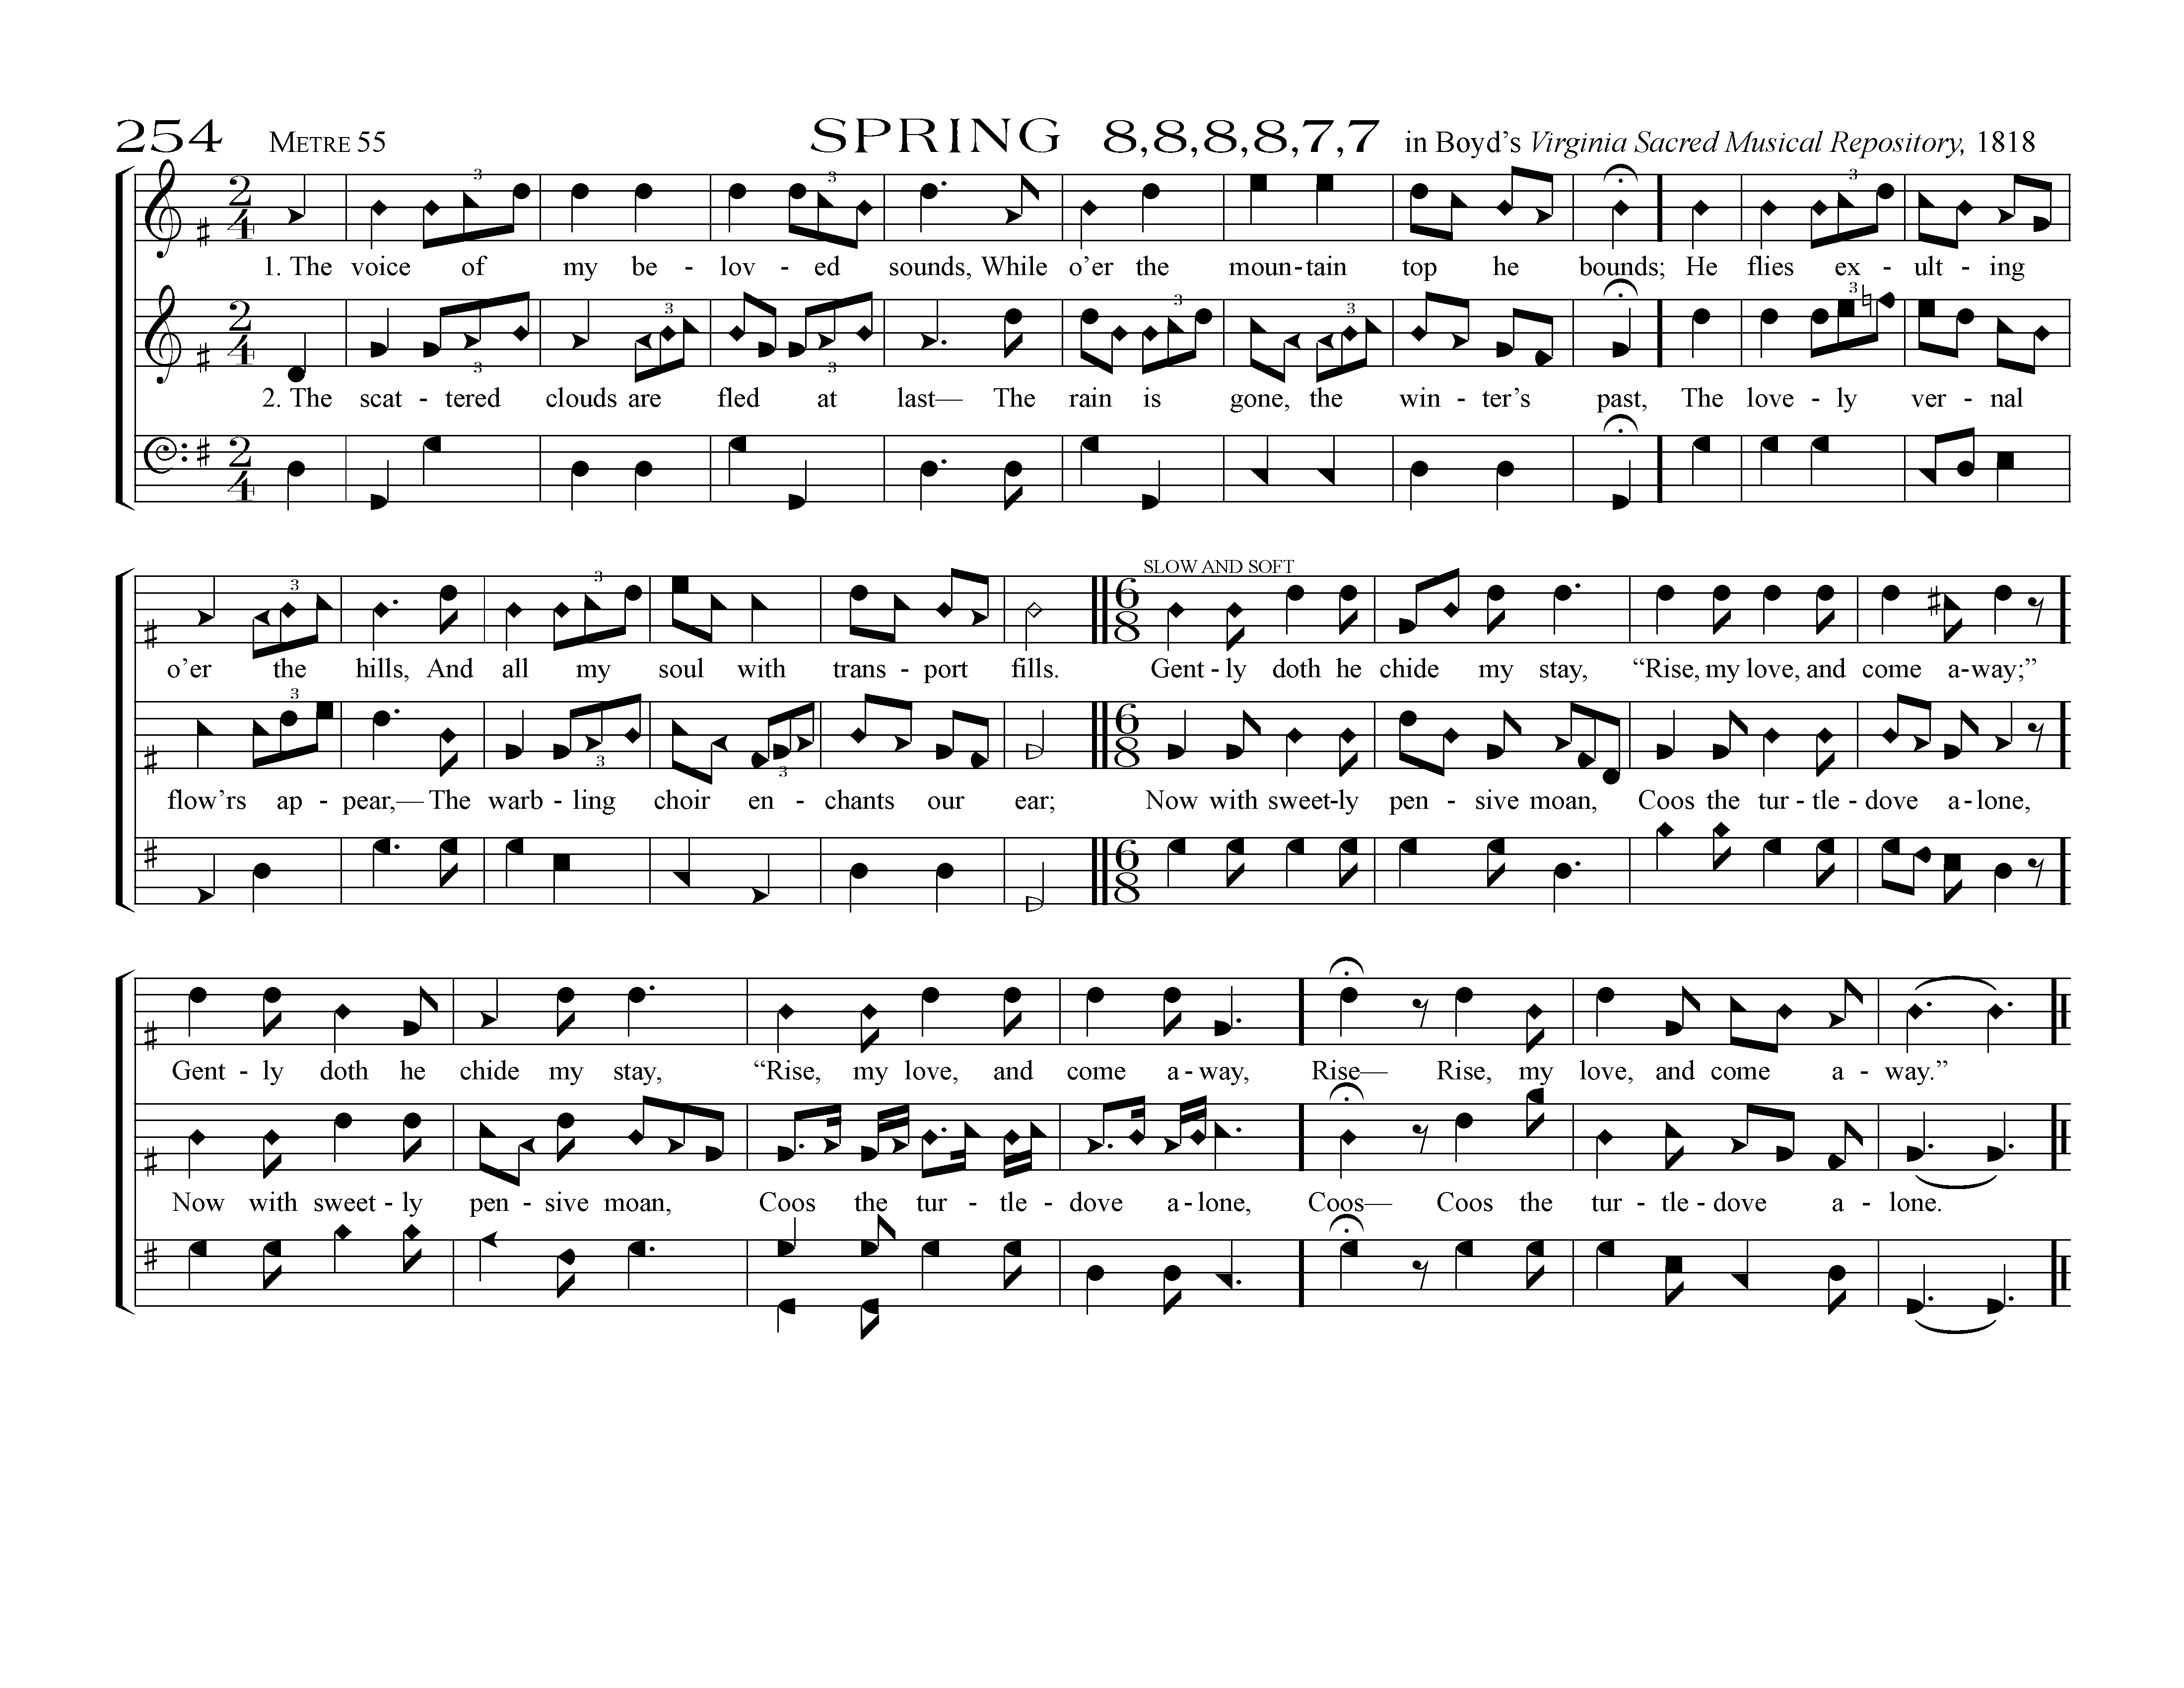 254 METRE 55 SPRING 8,8,8,8,7,7 in Boyd's Virginia Sacred Musical Repository, 1818
1. The voice of my be - lov - ed sounds, While o'er the moun - tain top he bounds; He flies ex - ult - ing
2. The scat - tered clouds are fled at last— The rain is gone, the win - ter's past, The love - ly ver - nal
SLOW AND SOFT
o'er the hills, And all my soul with trans - port fills. Gent - ly doth he chide my stay, “Rise, my love, and come a - way;”
flow'rs ap - pear,— The warb - ling choir en - chants our ear; Now with sweet - ly pen - sive moan, Coos the tur - tle - dove a - lone,
Gent - ly doth he chide my stay, “Rise, my love, and come a - way, Rise— Rise, my love, and come a - way.”
Now with sweet - ly pen - sive moan, Coos the tur - tle - dove a - lone, Coos— Coos the tur - tle - dove a - lone.